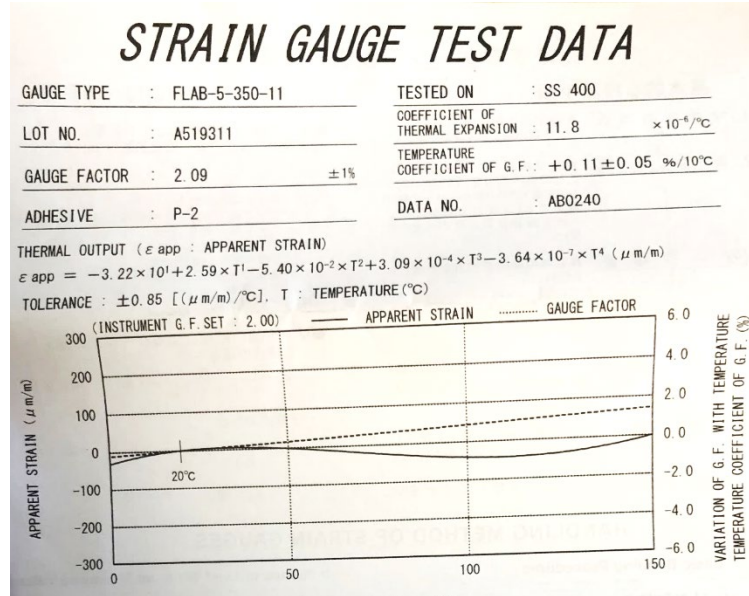 STRAIN GAUGE TEST DATA
GAUGE TYPE : FLAB-5-350-11
LOT NO. : A519311
GAUGE FACTOR : 2.09 ±1%
ADHESIVE : P-2
TESTED ON : SS 400
COEFFICIENT OF
THERMAL EXPANSION : 11.8 ×10⁻⁶/℃
TEMPERATURE
COEFFICIENT OF G.F.: +0.11±0.05 %/10℃
DATA NO. : AB0240
THERMAL OUTPUT (ε app : APPARENT STRAIN)
ε app = −3.22×10¹+2.59×T¹−5.40×10⁻²×T²+3.09×10⁻⁴×T³−3.64×10⁻⁷×T⁴ (μm/m)
TOLERANCE : ±0.85 [(μm/m)/℃], T : TEMPERATURE(℃)
(INSTRUMENT G.F.SET : 2.00) APPARENT STRAIN GAUGE FACTOR
300
200
100
0
-100
-200
-300
APPARENT STRAIN (μm/m)
20℃
0 50 100 150
6.0
4.0
2.0
0.0
-2.0
-4.0
-6.0
VARIATION OF G.F. WITH TEMPERATURE
TEMPERATURE COEFFICIENT OF G.F.(%)